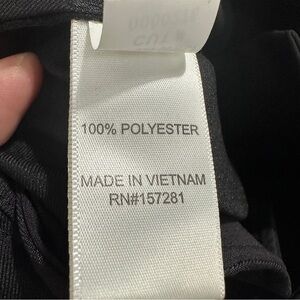 100% POLYESTER
MADE IN VIETNAM
RN#157281